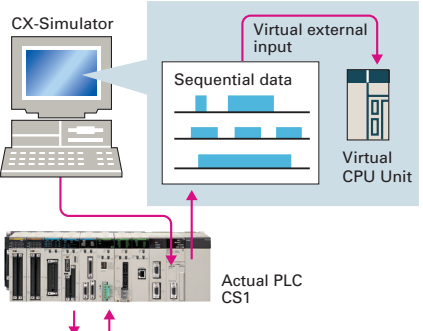 CX-Simulator
Virtual external
input
Sequential data
Virtual
CPU Unit
Actual PLC
CS1